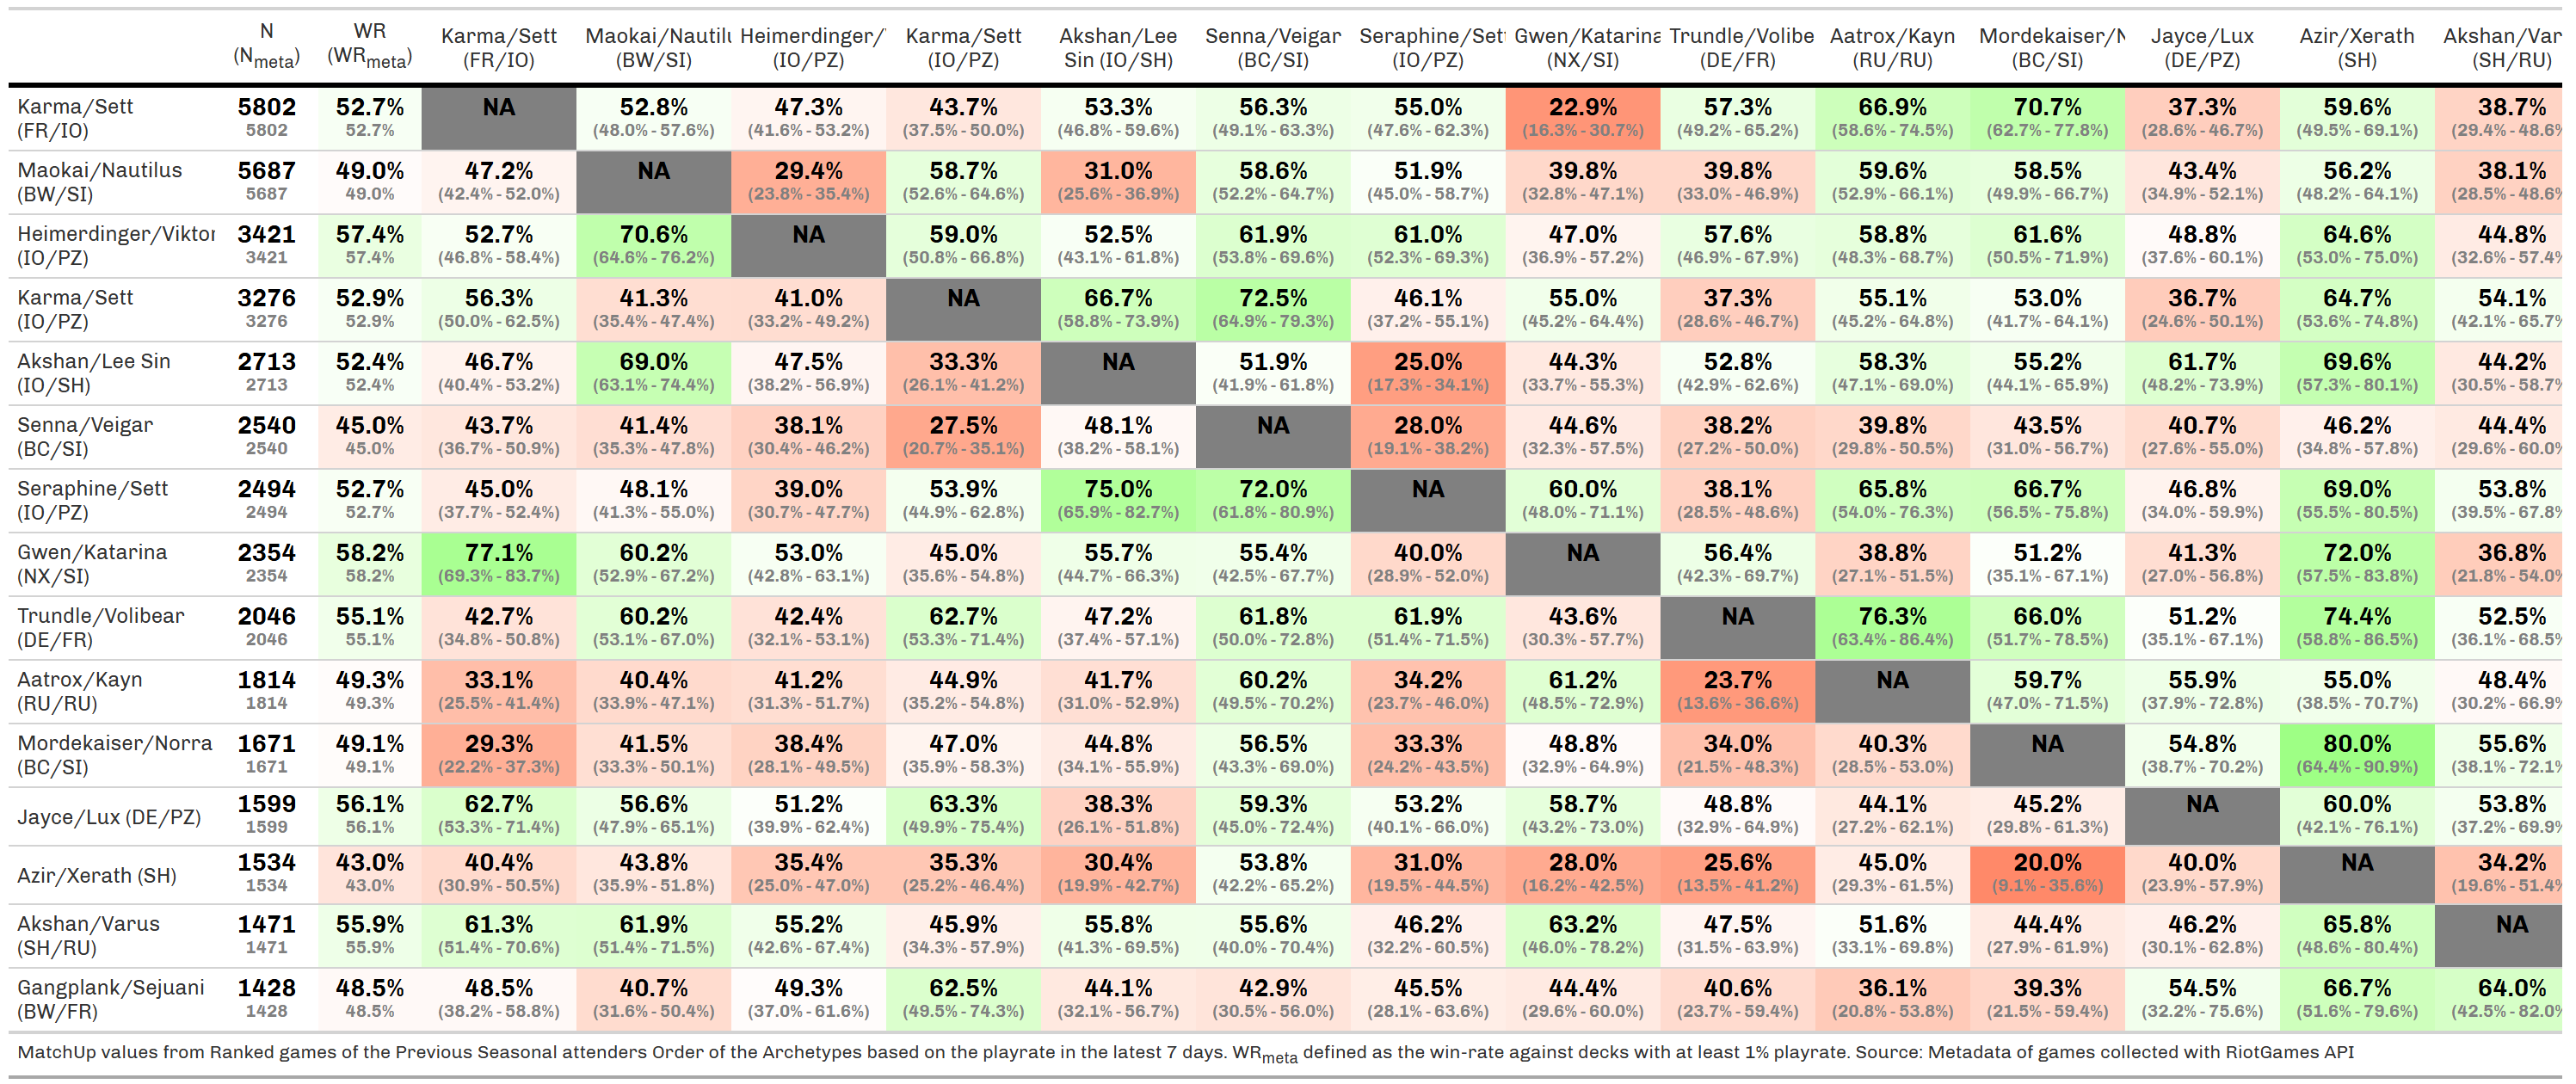 N WR Karma/Sett Maokai/Nautilu Heimerdinger/ Karma/Sett Akshan/Lee Senna/Veigar Seraphine/Sett Gwen/Katarina Trundle/Volibe Aatrox/Kayn Mordekaiser/N Jayce/Lux Azir/Xerath Akshan/Var
(Nmeta) (WRmeta) (FR/IO) (BW/SI) (IO/PZ) (IO/PZ) Sin (IO/SH) (BC/SI) (IO/PZ) (NX/SI) (DE/FR) (RU/RU) (BC/SI) (DE/PZ) (SH) (SH/RU)
Karma/Sett 5802 52.7% NA 52.8% 47.3% 43.7% 53.3% 56.3% 55.0% 22.9% 57.3% 66.9% 70.7% 37.3% 59.6% 38.7%
(FR/IO) 5802 52.7% (48.0% - 57.6%) (41.6% - 53.2%) (37.5% - 50.0%) (46.8% - 59.6%) (49.1% - 63.3%) (47.6% - 62.3%) (16.3% - 30.7%) (49.2% - 65.2%) (58.6% - 74.5%) (62.7% - 77.8%) (28.6% - 46.7%) (49.5% - 69.1%) (29.4% - 48.6%
Maokai/Nautilus 5687 49.0% 47.2% NA 29.4% 58.7% 31.0% 58.6% 51.9% 39.8% 39.8% 59.6% 58.5% 43.4% 56.2% 38.1%
(BW/SI) 5687 49.0% (42.4% - 52.0%) (23.8% - 35.4%) (52.6% - 64.6%) (25.6% - 36.9%) (52.2% - 64.7%) (45.0% - 58.7%) (32.8% - 47.1%) (33.0% - 46.9%) (52.9% - 66.1%) (49.9% - 66.7%) (34.9% - 52.1%) (48.2% - 64.1%) (28.5% - 48.6%
Heimerdinger/Viktor 3421 57.4% 52.7% 70.6% NA 59.0% 52.5% 61.9% 61.0% 47.0% 57.6% 58.8% 61.6% 48.8% 64.6% 44.8%
(IO/PZ) 3421 57.4% (46.8% - 58.4%) (64.6% - 76.2%) (50.8% - 66.8%) (43.1% - 61.8%) (53.8% - 69.6%) (52.3% - 69.3%) (36.9% - 57.2%) (46.9% - 67.9%) (48.3% - 68.7%) (50.5% - 71.9%) (37.6% - 60.1%) (53.0% - 75.0%) (32.6% - 57.4%
Karma/Sett 3276 52.9% 56.3% 41.3% 41.0% NA 66.7% 72.5% 46.1% 55.0% 37.3% 55.1% 53.0% 36.7% 64.7% 54.1%
(IO/PZ) 3276 52.9% (50.0% - 62.5%) (35.4% - 47.4%) (33.2% - 49.2%) (58.8% - 73.9%) (64.9% - 79.3%) (37.2% - 55.1%) (45.2% - 64.4%) (28.6% - 46.7%) (45.2% - 64.8%) (41.7% - 64.1%) (24.6% - 50.1%) (53.6% - 74.8%) (42.1% - 65.7%
Akshan/Lee Sin 2713 52.4% 46.7% 69.0% 47.5% 33.3% NA 51.9% 25.0% 44.3% 52.8% 58.3% 55.2% 61.7% 69.6% 44.2%
(IO/SH) 2713 52.4% (40.4% - 53.2%) (63.1% - 74.4%) (38.2% - 56.9%) (26.1% - 41.2%) (41.9% - 61.8%) (17.3% - 34.1%) (33.7% - 55.3%) (42.9% - 62.6%) (47.1% - 69.0%) (44.1% - 65.9%) (48.2% - 73.9%) (57.3% - 80.1%) (30.5% - 58.7%
Senna/Veigar 2540 45.0% 43.7% 41.4% 38.1% 27.5% 48.1% NA 28.0% 44.6% 38.2% 39.8% 43.5% 40.7% 46.2% 44.4%
(BC/SI) 2540 45.0% (36.7% - 50.9%) (35.3% - 47.8%) (30.4% - 46.2%) (20.7% - 35.1%) (38.2% - 58.1%) (19.1% - 38.2%) (32.3% - 57.5%) (27.2% - 50.0%) (29.8% - 50.5%) (31.0% - 56.7%) (27.6% - 55.0%) (34.8% - 57.8%) (29.6% - 60.0%
Seraphine/Sett 2494 52.7% 45.0% 48.1% 39.0% 53.9% 75.0% 72.0% NA 60.0% 38.1% 65.8% 66.7% 46.8% 69.0% 53.8%
(IO/PZ) 2494 52.7% (37.7% - 52.4%) (41.3% - 55.0%) (30.7% - 47.7%) (44.9% - 62.8%) (65.9% - 82.7%) (61.8% - 80.9%) (48.0% - 71.1%) (28.5% - 48.6%) (54.0% - 76.3%) (56.5% - 75.8%) (34.0% - 59.9%) (55.5% - 80.5%) (39.5% - 67.8%
Gwen/Katarina 2354 58.2% 77.1% 60.2% 53.0% 45.0% 55.7% 55.4% 40.0% NA 56.4% 38.8% 51.2% 41.3% 72.0% 36.8%
(NX/SI) 2354 58.2% (69.3% - 83.7%) (52.9% - 67.2%) (42.8% - 63.1%) (35.6% - 54.8%) (44.7% - 66.3%) (42.5% - 67.7%) (28.9% - 52.0%) (42.3% - 69.7%) (27.1% - 51.5%) (35.1% - 67.1%) (27.0% - 56.8%) (57.5% - 83.8%) (21.8% - 54.0%
Trundle/Volibear 2046 55.1% 42.7% 60.2% 42.4% 62.7% 47.2% 61.8% 61.9% 43.6% NA 76.3% 66.0% 51.2% 74.4% 52.5%
(DE/FR) 2046 55.1% (34.8% - 50.8%) (53.1% - 67.0%) (32.1% - 53.1%) (53.3% - 71.4%) (37.4% - 57.1%) (50.0% - 72.8%) (51.4% - 71.5%) (30.3% - 57.7%) (63.4% - 86.4%) (51.7% - 78.5%) (35.1% - 67.1%) (58.8% - 86.5%) (36.1% - 68.5%
Aatrox/Kayn 1814 49.3% 33.1% 40.4% 41.2% 44.9% 41.7% 60.2% 34.2% 61.2% 23.7% NA 59.7% 55.9% 55.0% 48.4%
(RU/RU) 1814 49.3% (25.5% - 41.4%) (33.9% - 47.1%) (31.3% - 51.7%) (35.2% - 54.8%) (31.0% - 52.9%) (49.5% - 70.2%) (23.7% - 46.0%) (48.5% - 72.9%) (13.6% - 36.6%) (47.0% - 71.5%) (37.9% - 72.8%) (38.5% - 70.7%) (30.2% - 66.9%
Mordekaiser/Norra 1671 49.1% 29.3% 41.5% 38.4% 47.0% 44.8% 56.5% 33.3% 48.8% 34.0% 40.3% NA 54.8% 80.0% 55.6%
(BC/SI) 1671 49.1% (22.2% - 37.3%) (33.3% - 50.1%) (28.1% - 49.5%) (35.9% - 58.3%) (34.1% - 55.9%) (43.3% - 69.0%) (24.2% - 43.5%) (32.9% - 64.9%) (21.5% - 48.3%) (28.5% - 53.0%) (38.7% - 70.2%) (64.4% - 90.9%) (38.1% - 72.1%
Jayce/Lux (DE/PZ) 1599 56.1% 62.7% 56.6% 51.2% 63.3% 38.3% 59.3% 53.2% 58.7% 48.8% 44.1% 45.2% NA 60.0% 53.8%
1599 56.1% (53.3% - 71.4%) (47.9% - 65.1%) (39.9% - 62.4%) (49.9% - 75.4%) (26.1% - 51.8%) (45.0% - 72.4%) (40.1% - 66.0%) (43.2% - 73.0%) (32.9% - 64.9%) (27.2% - 62.1%) (29.8% - 61.3%) (42.1% - 76.1%) (37.2% - 69.9%
Azir/Xerath (SH) 1534 43.0% 40.4% 43.8% 35.4% 35.3% 30.4% 53.8% 31.0% 28.0% 25.6% 45.0% 20.0% 40.0% NA 34.2%
1534 43.0% (30.9% - 50.5%) (35.9% - 51.8%) (25.0% - 47.0%) (25.2% - 46.4%) (19.9% - 42.7%) (42.2% - 65.2%) (19.5% - 44.5%) (16.2% - 42.5%) (13.5% - 41.2%) (29.3% - 61.5%) (9.1% - 35.6%) (23.9% - 57.9%) (19.6% - 51.4%
Akshan/Varus 1471 55.9% 61.3% 61.9% 55.2% 45.9% 55.8% 55.6% 46.2% 63.2% 47.5% 51.6% 44.4% 46.2% 65.8% NA
(SH/RU) 1471 55.9% (51.4% - 70.6%) (51.4% - 71.5%) (42.6% - 67.4%) (34.3% - 57.9%) (41.3% - 69.5%) (40.0% - 70.4%) (32.2% - 60.5%) (46.0% - 78.2%) (31.5% - 63.9%) (33.1% - 69.8%) (27.9% - 61.9%) (30.1% - 62.8%) (48.6% - 80.4%)
Gangplank/Sejuani 1428 48.5% 48.5% 40.7% 49.3% 62.5% 44.1% 42.9% 45.5% 44.4% 40.6% 36.1% 39.3% 54.5% 66.7% 64.0%
(BW/FR) 1428 48.5% (38.2% - 58.8%) (31.6% - 50.4%) (37.0% - 61.6%) (49.5% - 74.3%) (32.1% - 56.7%) (30.5% - 56.0%) (28.1% - 63.6%) (29.6% - 60.0%) (23.7% - 59.4%) (20.8% - 53.8%) (21.5% - 59.4%) (32.2% - 75.6%) (51.6% - 79.6%) (42.5% - 82.0%
MatchUp values from Ranked games of the Previous Seasonal attenders Order of the Archetypes based on the playrate in the latest 7 days. WRmeta defined as the win-rate against decks with at least 1% playrate. Source: Metadata of games collected with RiotGames API